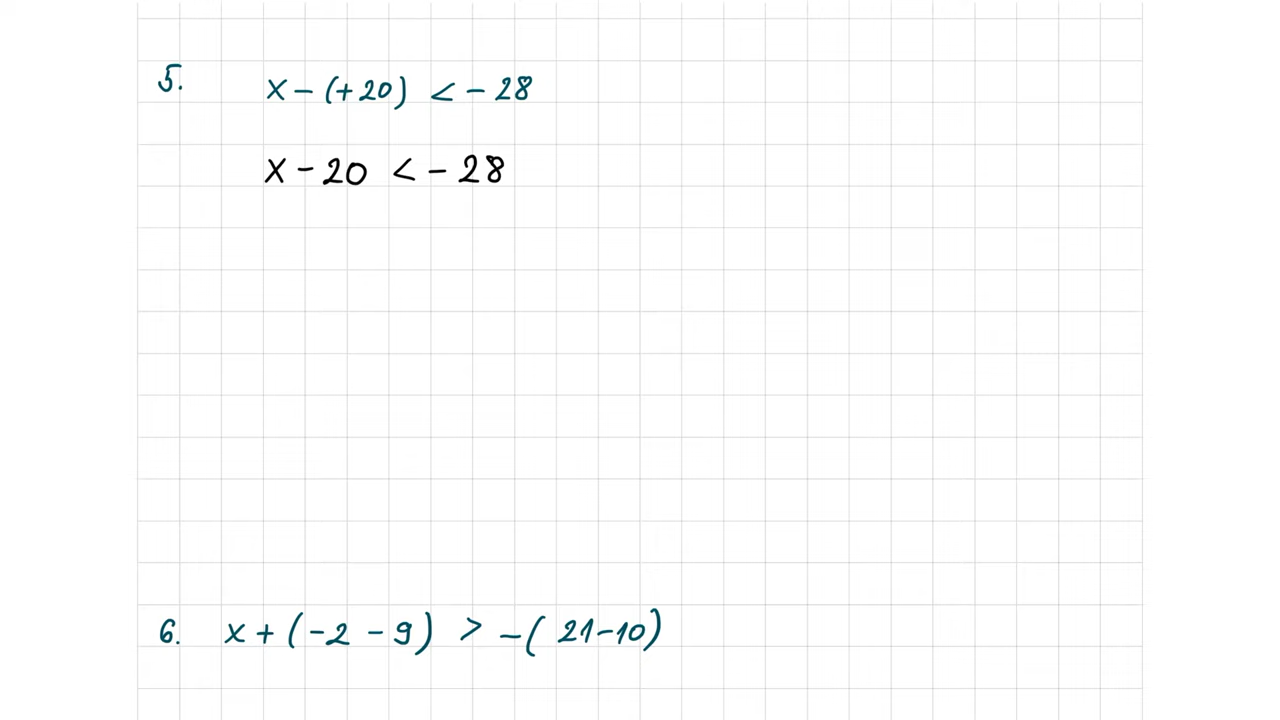 5. x - (+20) < - 28
x - 20 < - 28
6. x + (-2 - 9) > - (21 - 10)